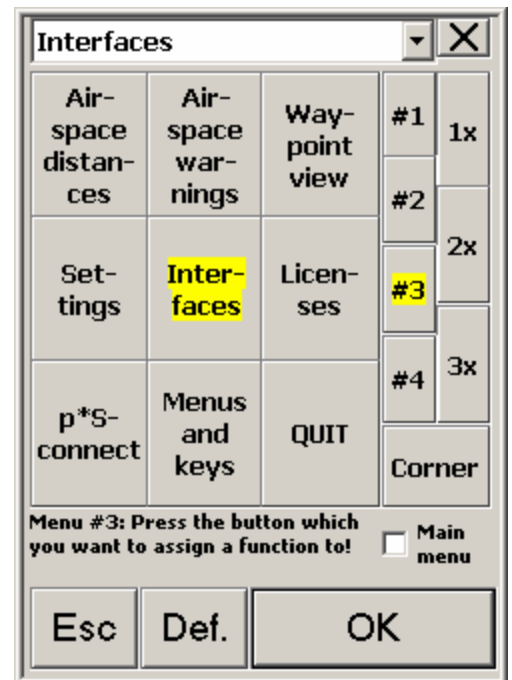 Interfaces
Air-
space
distan-
ces
Air-
space
war-
nings
Way-
point
view
#1
#2
1x
Set-
tings
Inter-
faces
Licen-
ses
#3
2x
p*S-
connect
Menus
and
keys
QUIT
#4
3x
Corner
Menu #3: Press the button which
you want to assign a function to!
Main
menu
Esc
Def.
OK